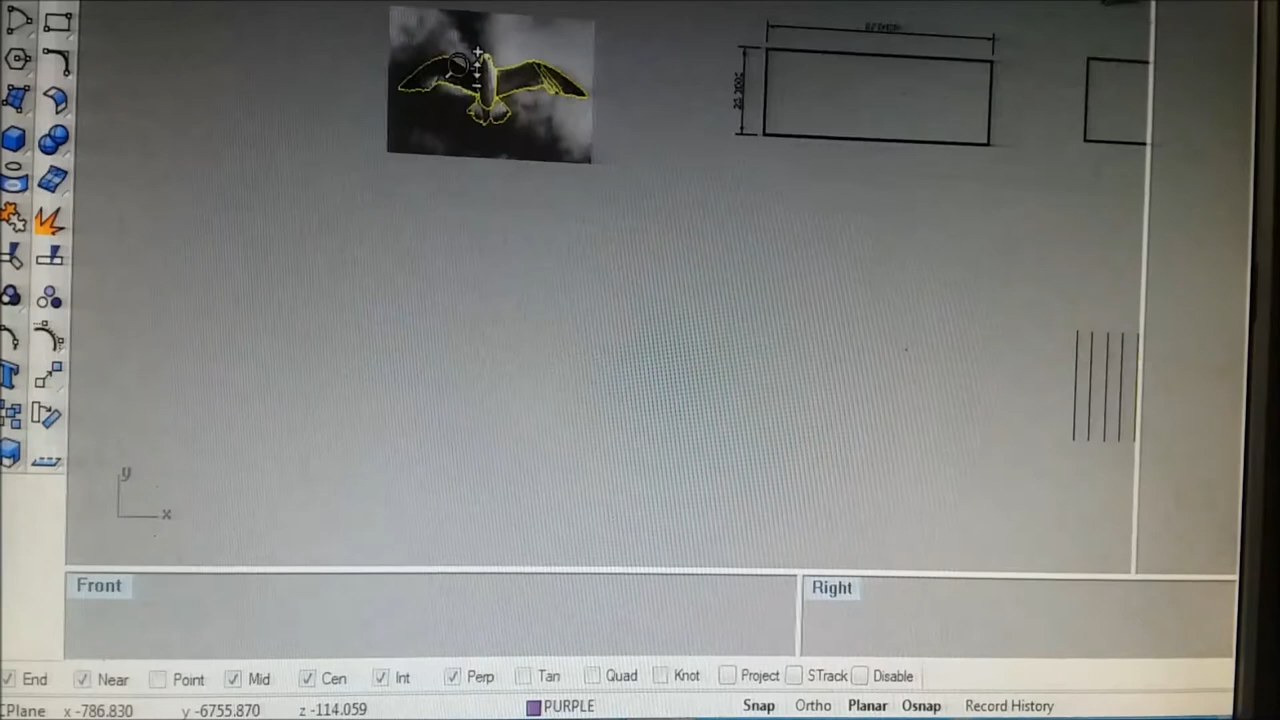 Front
Right
End Near Point Mid Cen Int Perp Tan Quad Knot Project STrack Disable
CPlane x -786.830 y -6755.870 z -114.059 PURPLE Snap Ortho Planar Osnap Record History
y
x